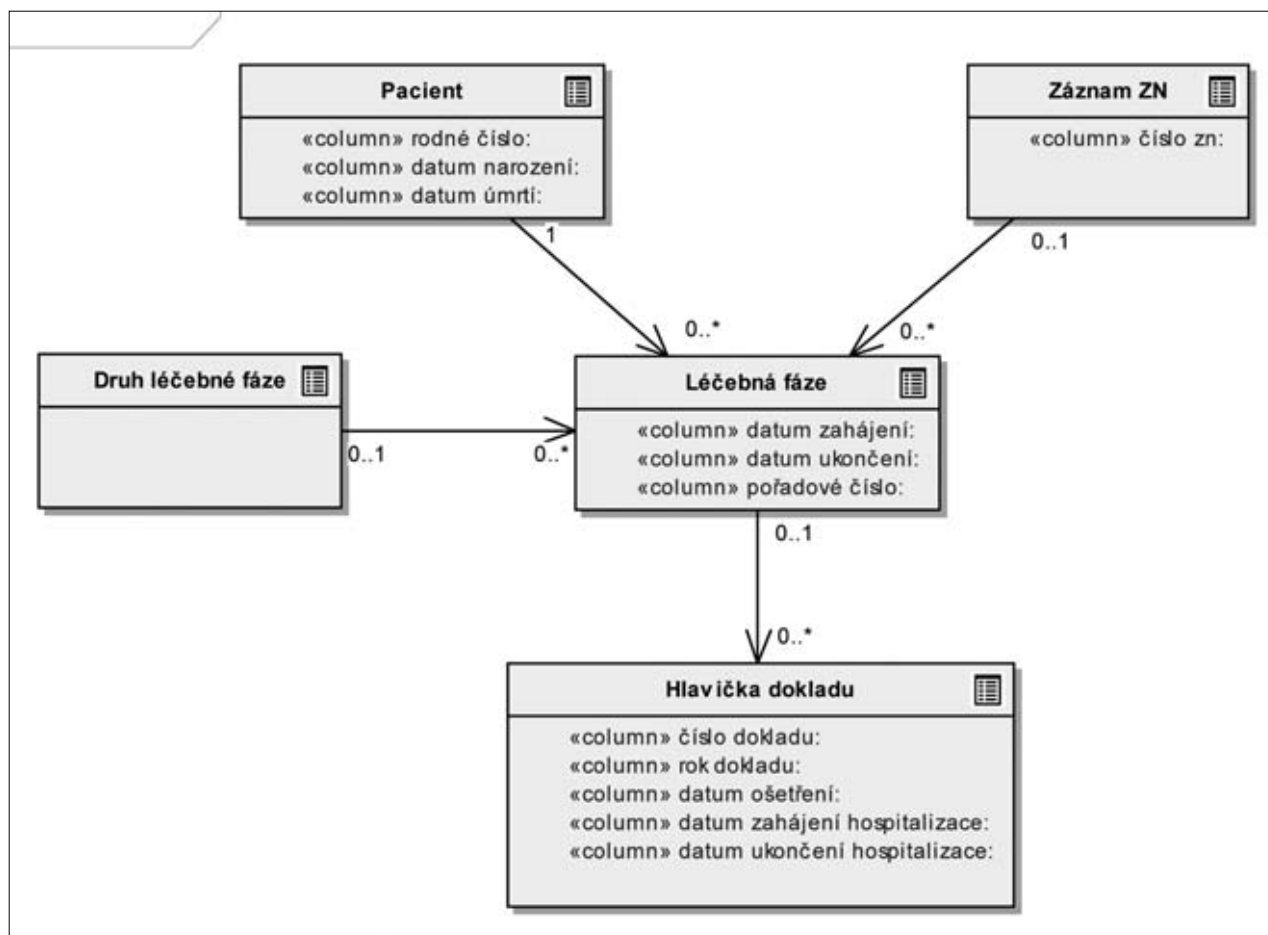 Pacient
«column» rodné číslo:
«column» datum narození:
«column» datum úmrtí:
Záznam ZN
«column» číslo zn:
1
0..1
0..*
0..*
Druh léčebné fáze
0..1
0..*
Léčebná fáze
«column» datum zahájení:
«column» datum ukončení:
«column» pořadové číslo:
0..1
0..*
Hlavička dokladu
«column» číslo dokladu:
«column» rok dokladu:
«column» datum ošetření:
«column» datum zahájení hospitalizace:
«column» datum ukončení hospitalizace: